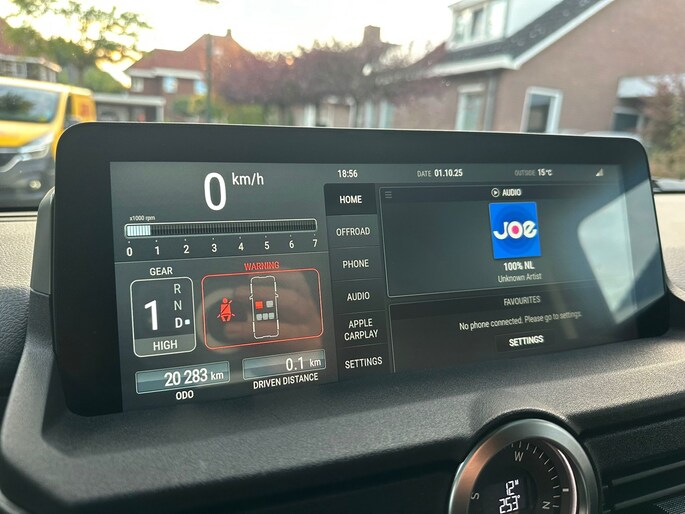 0 km/h
x1000 rpm
0 1 2 3 4 5 6 7
GEAR
1
R
N
D
HIGH
WARNING
20 283 km
ODO
0.1 km
DRIVEN DISTANCE
18:56
DATE 01.10.25
OUTSIDE 15°C
HOME
OFFROAD
PHONE
AUDIO
APPLE
CARPLAY
SETTINGS
AUDIO
JOE
100% NL
Unknown Artist
FAVOURITES
No phone connected. Please go to settings.
SETTINGS
S W N
253